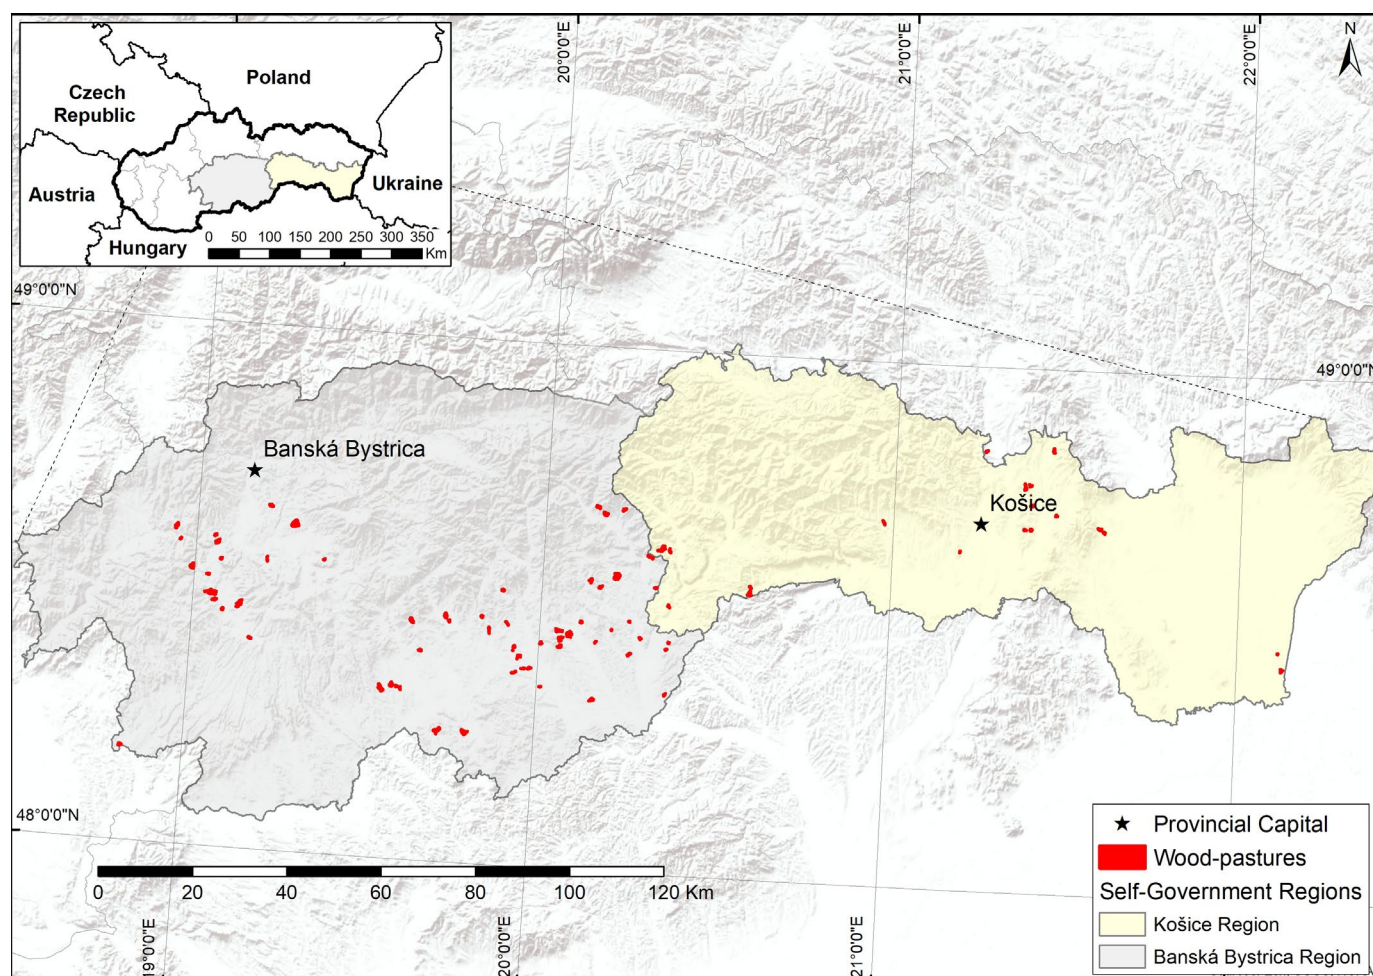 Poland
Czech
Republic
Austria
Ukraine
Hungary
0 50 100 150 200 250 300 350
Km
20°0'0"E
21°0'0"E
22°0'0"E
N
49°0'0"N
49°0'0"N
Banská Bystrica
Košice
48°0'0"N
0 20 40 60 80 100 120 Km
19°0'0"E
20°0'0"E
21°0'0"E
Provincial Capital
Wood-pastures
Self-Government Regions
Košice Region
Banská Bystrica Region